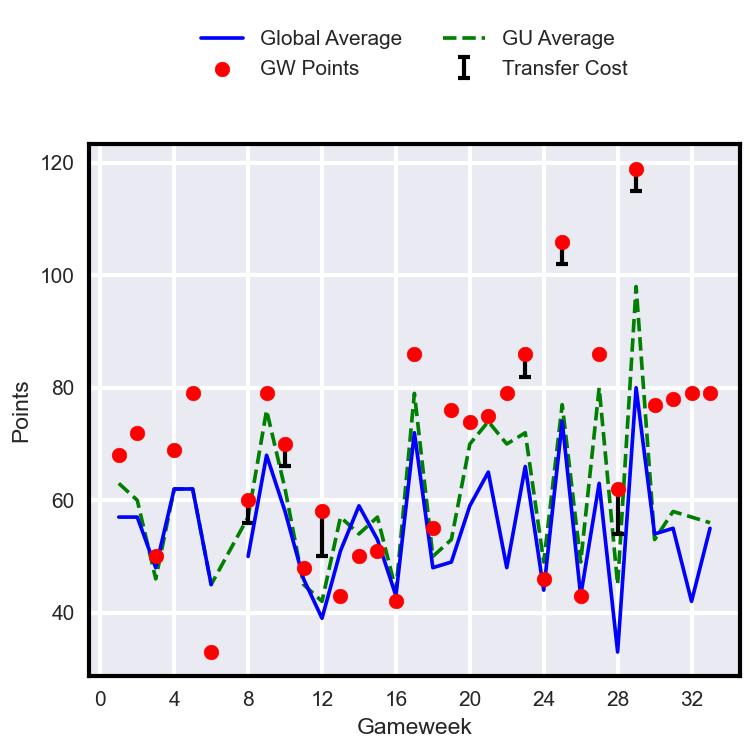 Global Average GU Average
GW Points Transfer Cost
120
100
80
60
40
Points
0 4 8 12 16 20 24 28 32
Gameweek